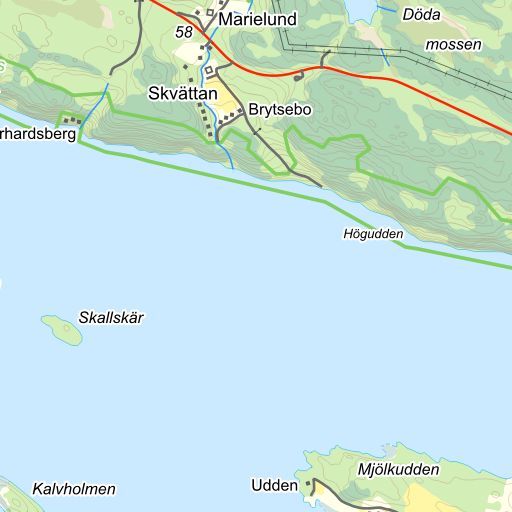 Marielund
Döda
58
mossen
Skvättan
Brytsebo
rhardsberg
Högudden
Skallskär
Mjölkudden
Udden
Kalvholmen